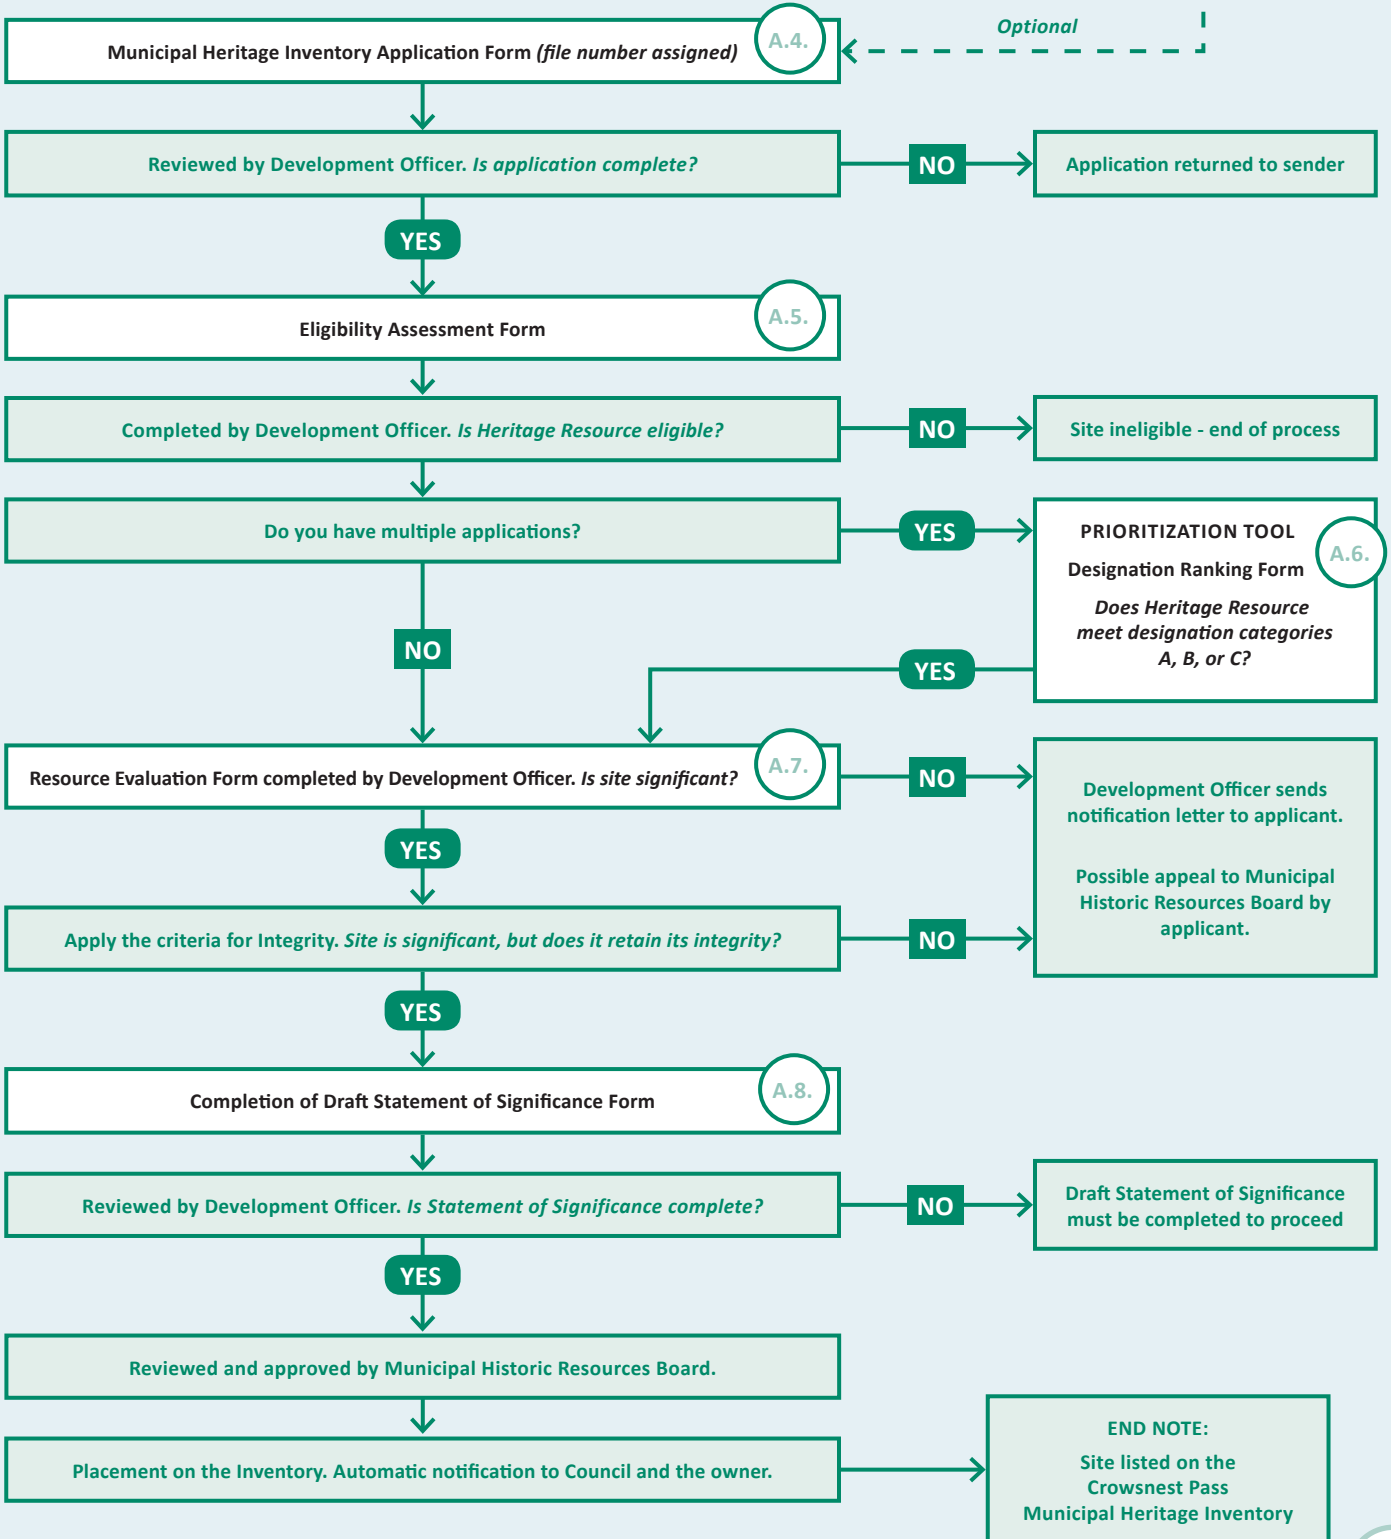 Optional
Municipal Heritage Inventory Application Form (file number assigned)
A.4.
Reviewed by Development Officer. Is application complete?
NO
Application returned to sender
YES
Eligibility Assessment Form
A.5.
Completed by Development Officer. Is Heritage Resource eligible?
NO
Site ineligible - end of process
Do you have multiple applications?
YES
PRIORITIZATION TOOL
Designation Ranking Form
Does Heritage Resource
meet designation categories
A, B, or C?
A.6.
NO
YES
Resource Evaluation Form completed by Development Officer. Is site significant?
A.7.
NO
Development Officer sends
notification letter to applicant.
Possible appeal to Municipal
Historic Resources Board by
applicant.
YES
Apply the criteria for Integrity. Site is significant, but does it retain its integrity?
NO
YES
Completion of Draft Statement of Significance Form
A.8.
Reviewed by Development Officer. Is Statement of Significance complete?
NO
Draft Statement of Significance
must be completed to proceed
YES
Reviewed and approved by Municipal Historic Resources Board.
Placement on the Inventory. Automatic notification to Council and the owner.
END NOTE:
Site listed on the
Crowsnest Pass
Municipal Heritage Inventory